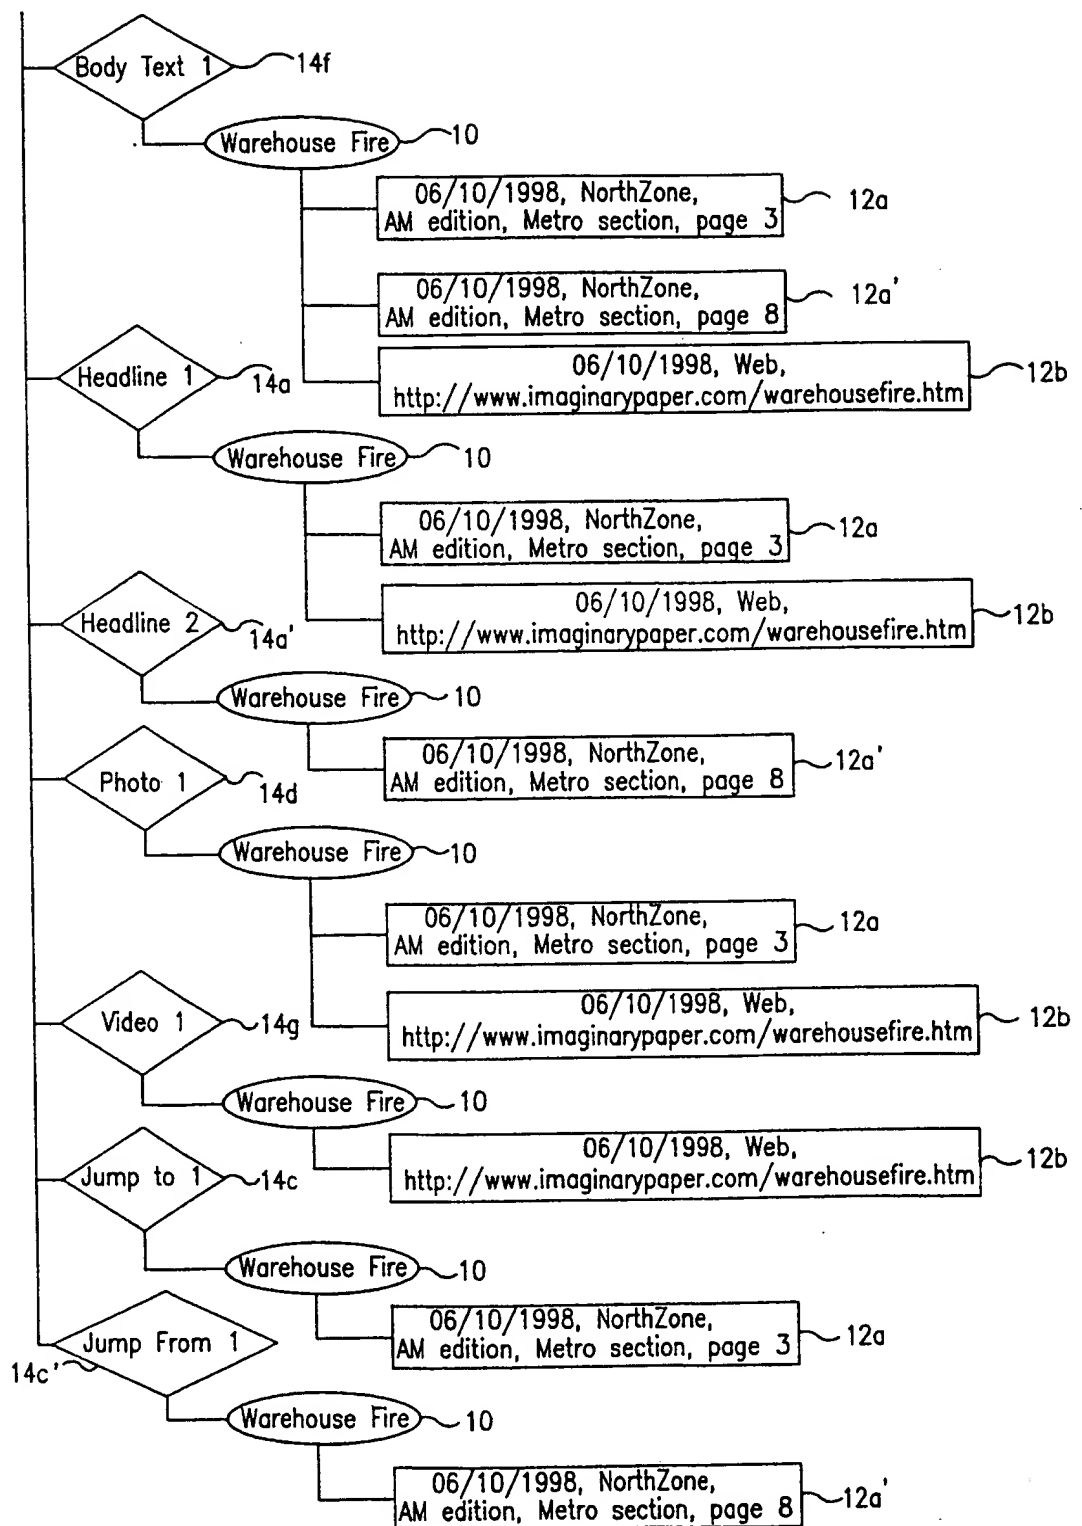 Body Text 1
14f
Warehouse Fire
10
06/10/1998, NorthZone,
AM edition, Metro section, page 3
12a
06/10/1998, NorthZone,
AM edition, Metro section, page 8
12a'
06/10/1998, Web,
http://www.imaginarypaper.com/warehousefire.htm
12b
Headline 1
14a
Warehouse Fire
10
06/10/1998, NorthZone,
AM edition, Metro section, page 3
12a
06/10/1998, Web,
http://www.imaginarypaper.com/warehousefire.htm
12b
Headline 2
14a'
Warehouse Fire
10
06/10/1998, NorthZone,
AM edition, Metro section, page 8
12a'
Photo 1
14d
Warehouse Fire
10
06/10/1998, NorthZone,
AM edition, Metro section, page 3
12a
06/10/1998, Web,
http://www.imaginarypaper.com/warehousefire.htm
12b
Video 1
14g
Warehouse Fire
10
06/10/1998, Web,
http://www.imaginarypaper.com/warehousefire.htm
12b
Jump to 1
14c
Warehouse Fire
10
06/10/1998, NorthZone,
AM edition, Metro section, page 3
12a
Jump From 1
14c'
Warehouse Fire
10
06/10/1998, NorthZone,
AM edition, Metro section, page 8
12a'